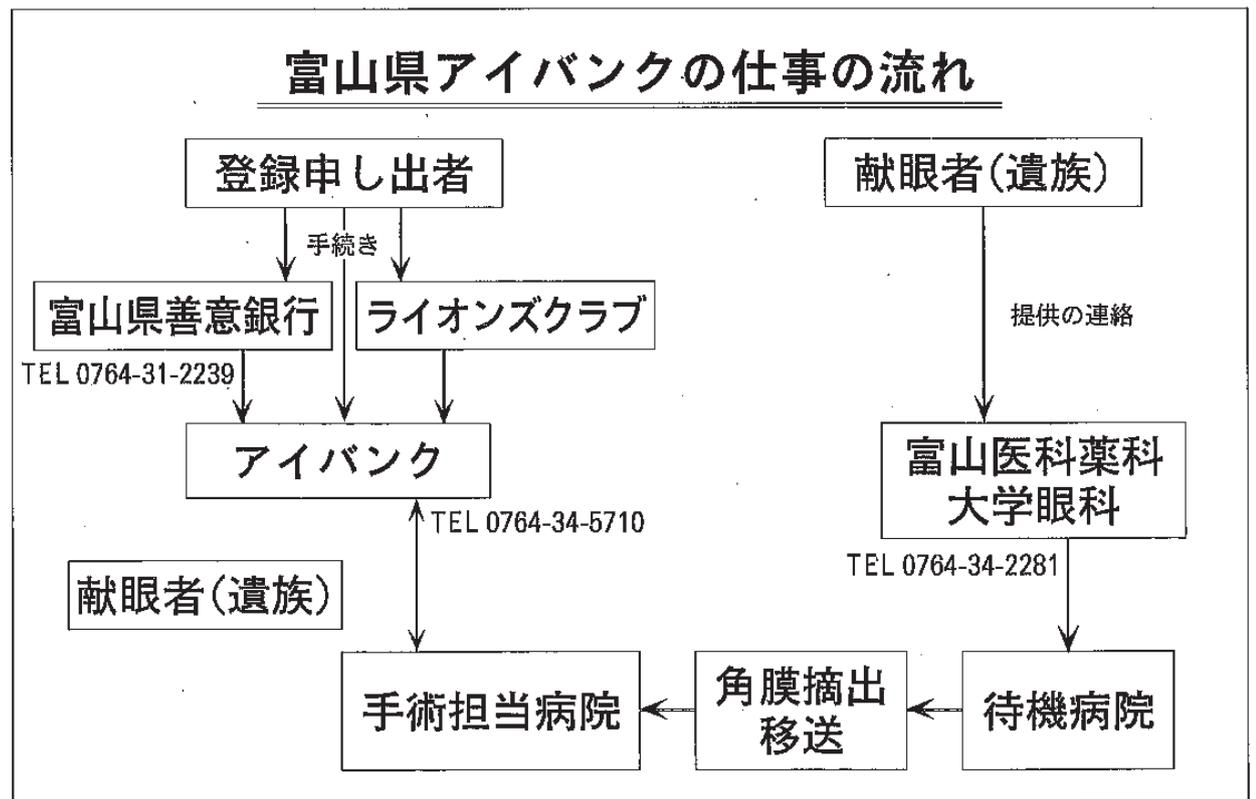 富山県アイバンクの仕事の流れ
登録申し出者
献眼者(遺族)
手続き
富山県善意銀行
ライオンズクラブ
提供の連絡
TEL 0764-31-2239
アイバンク
富山医科薬科
大学眼科
TEL 0764-34-5710
TEL 0764-34-2281
献眼者(遺族)
手術担当病院
角膜摘出
移送
待機病院